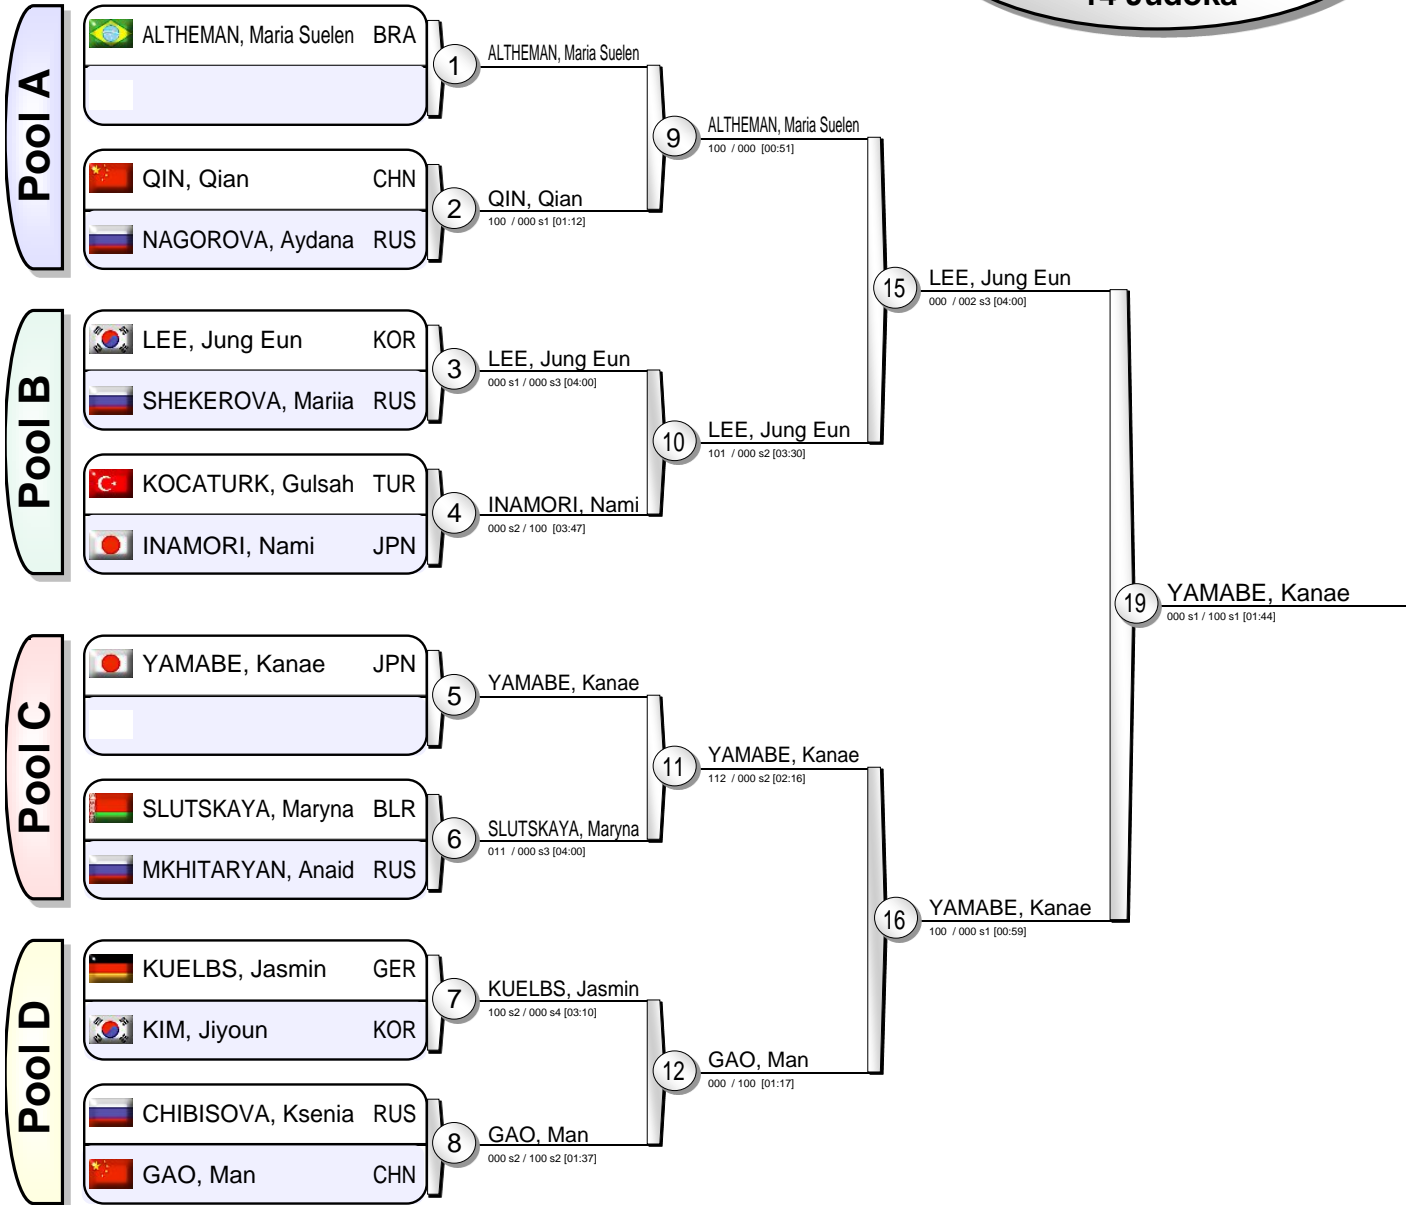 14 Judoka
Pool A
ALTHEMAN, Maria Suelen BRA
1
ALTHEMAN, Maria Suelen
QIN, Qian CHN
NAGOROVA, Aydana RUS
2
QIN, Qian
100 / 000 s1 [01:12]
9
ALTHEMAN, Maria Suelen
100 / 000 [00:51]
Pool B
LEE, Jung Eun KOR
SHEKEROVA, Mariia RUS
3
LEE, Jung Eun
000 s1 / 000 s3 [04:00]
KOCATURK, Gulsah TUR
INAMORI, Nami JPN
4
INAMORI, Nami
000 s2 / 100 [03:47]
10
LEE, Jung Eun
101 / 000 s2 [03:30]
15
LEE, Jung Eun
000 / 002 s3 [04:00]
Pool C
YAMABE, Kanae JPN
5
YAMABE, Kanae
SLUTSKAYA, Maryna BLR
MKHITARYAN, Anaid RUS
6
SLUTSKAYA, Maryna
011 / 000 s3 [04:00]
11
YAMABE, Kanae
112 / 000 s2 [02:16]
Pool D
KUELBS, Jasmin GER
KIM, Jiyoun KOR
7
KUELBS, Jasmin
100 s2 / 000 s4 [03:10]
CHIBISOVA, Ksenia RUS
GAO, Man CHN
8
GAO, Man
000 s2 / 100 s2 [01:37]
12
GAO, Man
000 / 100 [01:17]
16
YAMABE, Kanae
100 / 000 s1 [00:59]
19
YAMABE, Kanae
000 s1 / 100 s1 [01:44]